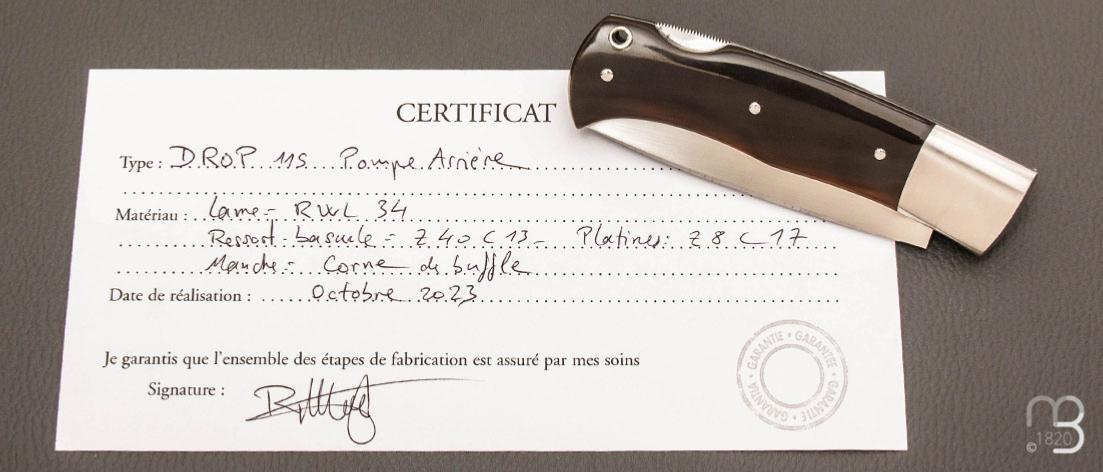 CERTIFICAT
Type : D.R.O.P. 11S Pompe Arrière
Matériau : Lame = RWL 34
Ressort - bascule = Z 40 C 13 - Platines: Z 8 C 17
Manche = Corne de buffle
Date de réalisation : Octobre 2023
Je garantis que l'ensemble des étapes de fabrication est assuré par mes soins
Signature :
GARANTIE • GARANTEE • GARANTIE • GARANTIA •
©1820